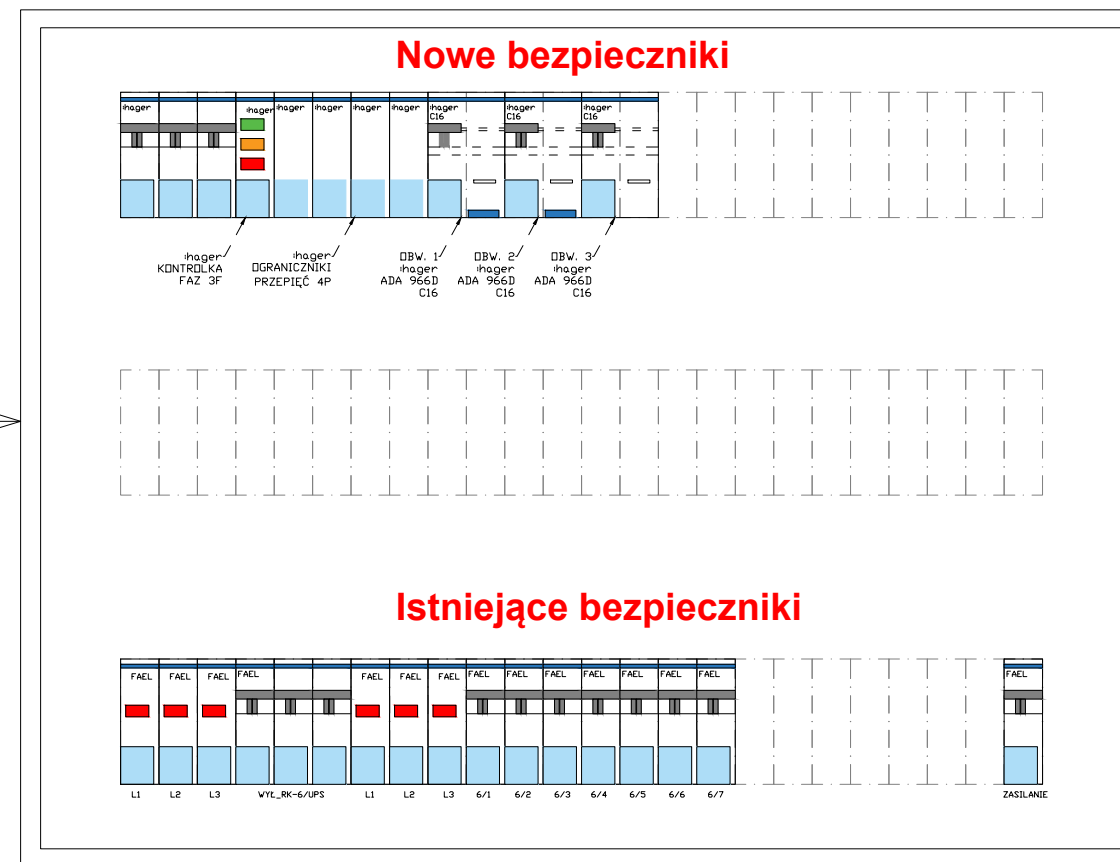 Nowe bezpieczniki
hager hager hager hager hager hager hager hager hager
C16 C16 C16
hager
KONTROLKA
FAZ 3F
hager
OGRANICZNIKI
PRZEPIĘĆ 4P
OBW. 1
hager
ADA 966D
C16
OBW. 2
hager
ADA 966D
C16
OBW. 3
hager
ADA 966D
C16
Istniejące bezpieczniki
FAEL FAEL FAEL FAEL FAEL FAEL FAEL FAEL FAEL FAEL FAEL FAEL FAEL FAEL FAEL
L1 L2 L3 WYŁ_RK-6/UPS L1 L2 L3 6/1 6/2 6/3 6/4 6/5 6/6 6/7 ZASILANIE